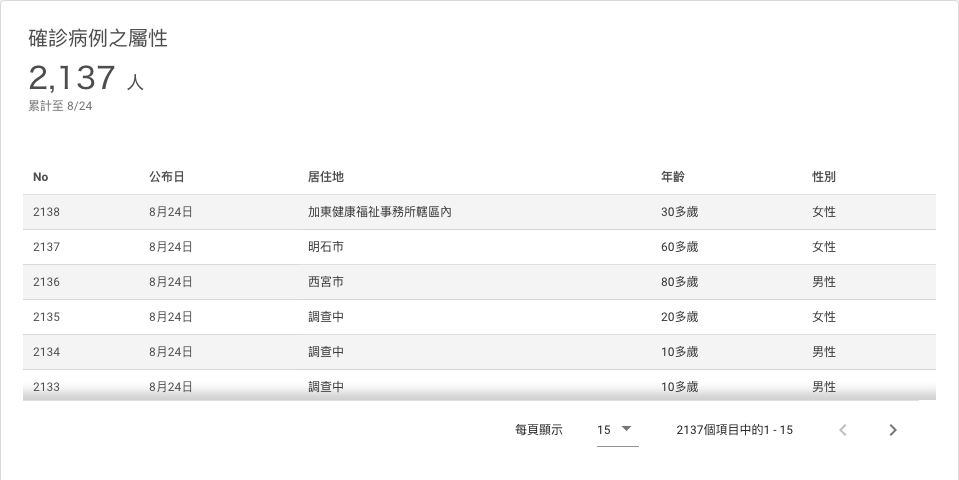 確診病例之屬性
2,137 人
累計至 8/24
No 公布日 居住地 年齡 性別
2138 8月24日 加東健康福祉事務所轄區內 30多歲 女性
2137 8月24日 明石市 60多歲 女性
2136 8月24日 西宮市 80多歲 男性
2135 8月24日 調查中 20多歲 女性
2134 8月24日 調查中 10多歲 男性
2133 8月24日 調查中 10多歲 男性
每頁顯示 15 2137個項目中的1 - 15